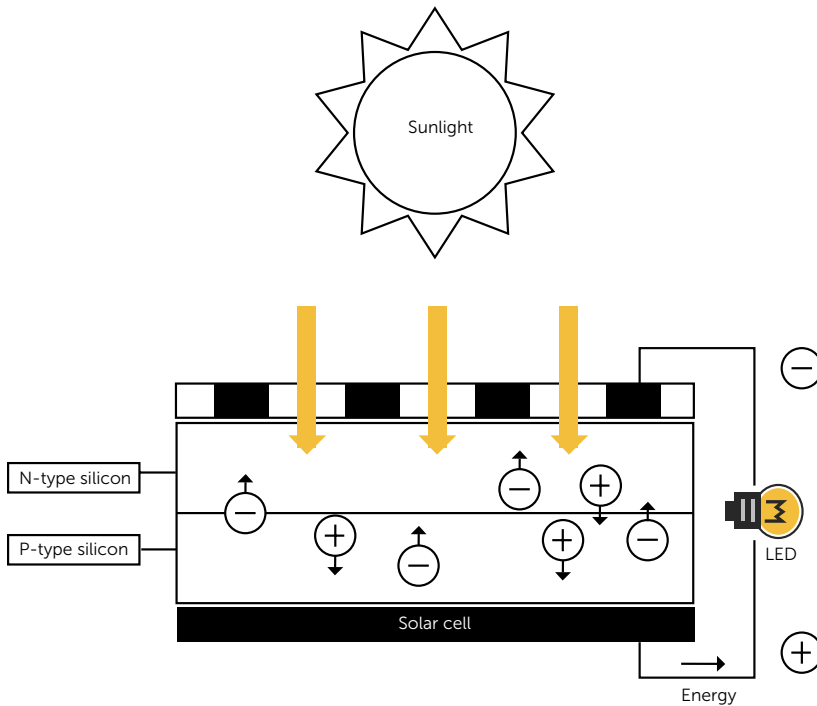 Sunlight
N-type silicon
P-type silicon
LED
Solar cell
Energy